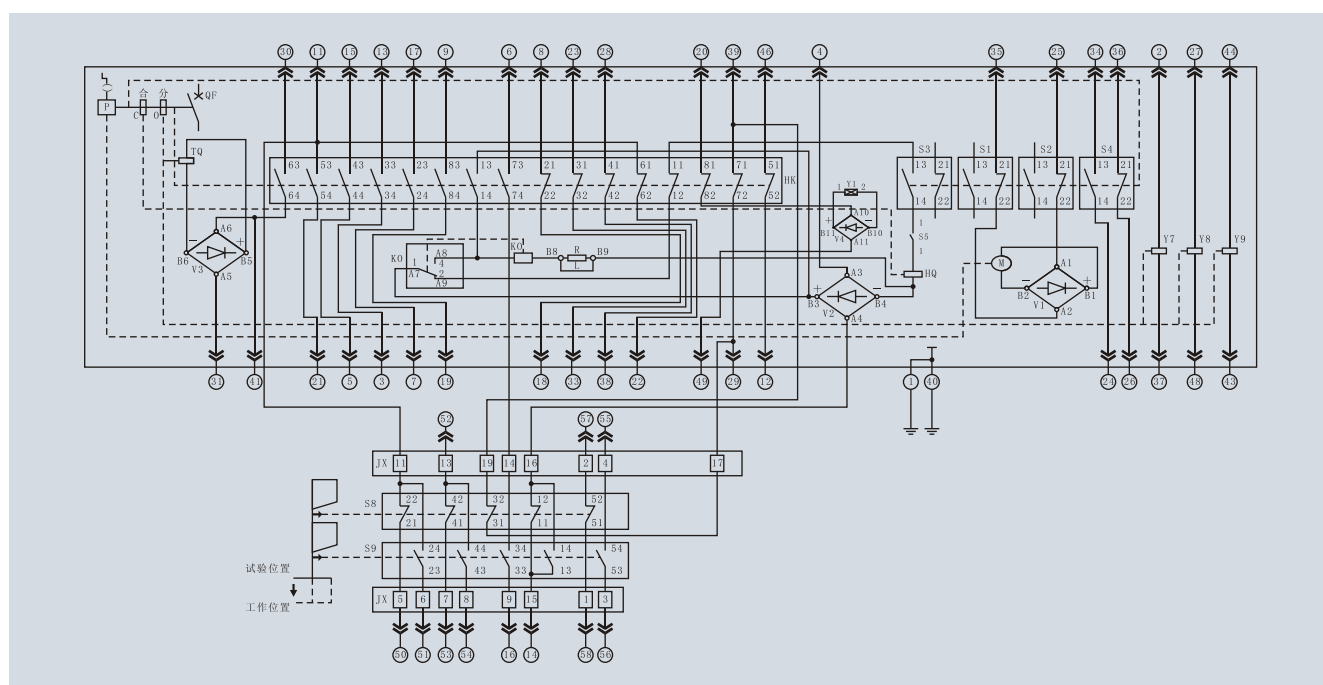 30 11 15 13 17 9 6 8 23 28 20 39 46 4 35 25 34 36 2 27 44
合 分
QF
P
C O
TQ
S3 S1 S2 S4
63 53 43 33 23 83 13 73 21 31 41 61 11 81 71 51
13 21 13 21 13 21 13 21
HK
64 54 44 34 24 84 14 74 22 32 42 62 12 82 72 52
14 22 14 22 14 22 14 22
1 Y1 2
A10
B11 B10
V4 A11
1
S5
1
A6
B6 B5
V3
A5
KO
KO
A8
1 4
A7 2
A9
B8 R B9
L
HQ
A3
B3 B4
V2
A4
M
A1
B2 B1
V1
A2
Y7 Y8 Y9
31 41 21 5 3 7 19 18 33 38 22 49 29 12 1 40 24 26 37 48 43
52 57 55
JX 11 13 19 14 16 2 4 17
S8
22 42 32 12 52
21 41 31 11 51
S9
24 44 34 14 54
23 43 33 13 53
试验位置
工作位置
JX 5 6 7 8 9 15 1 3
50 51 53 54 16 14 58 56